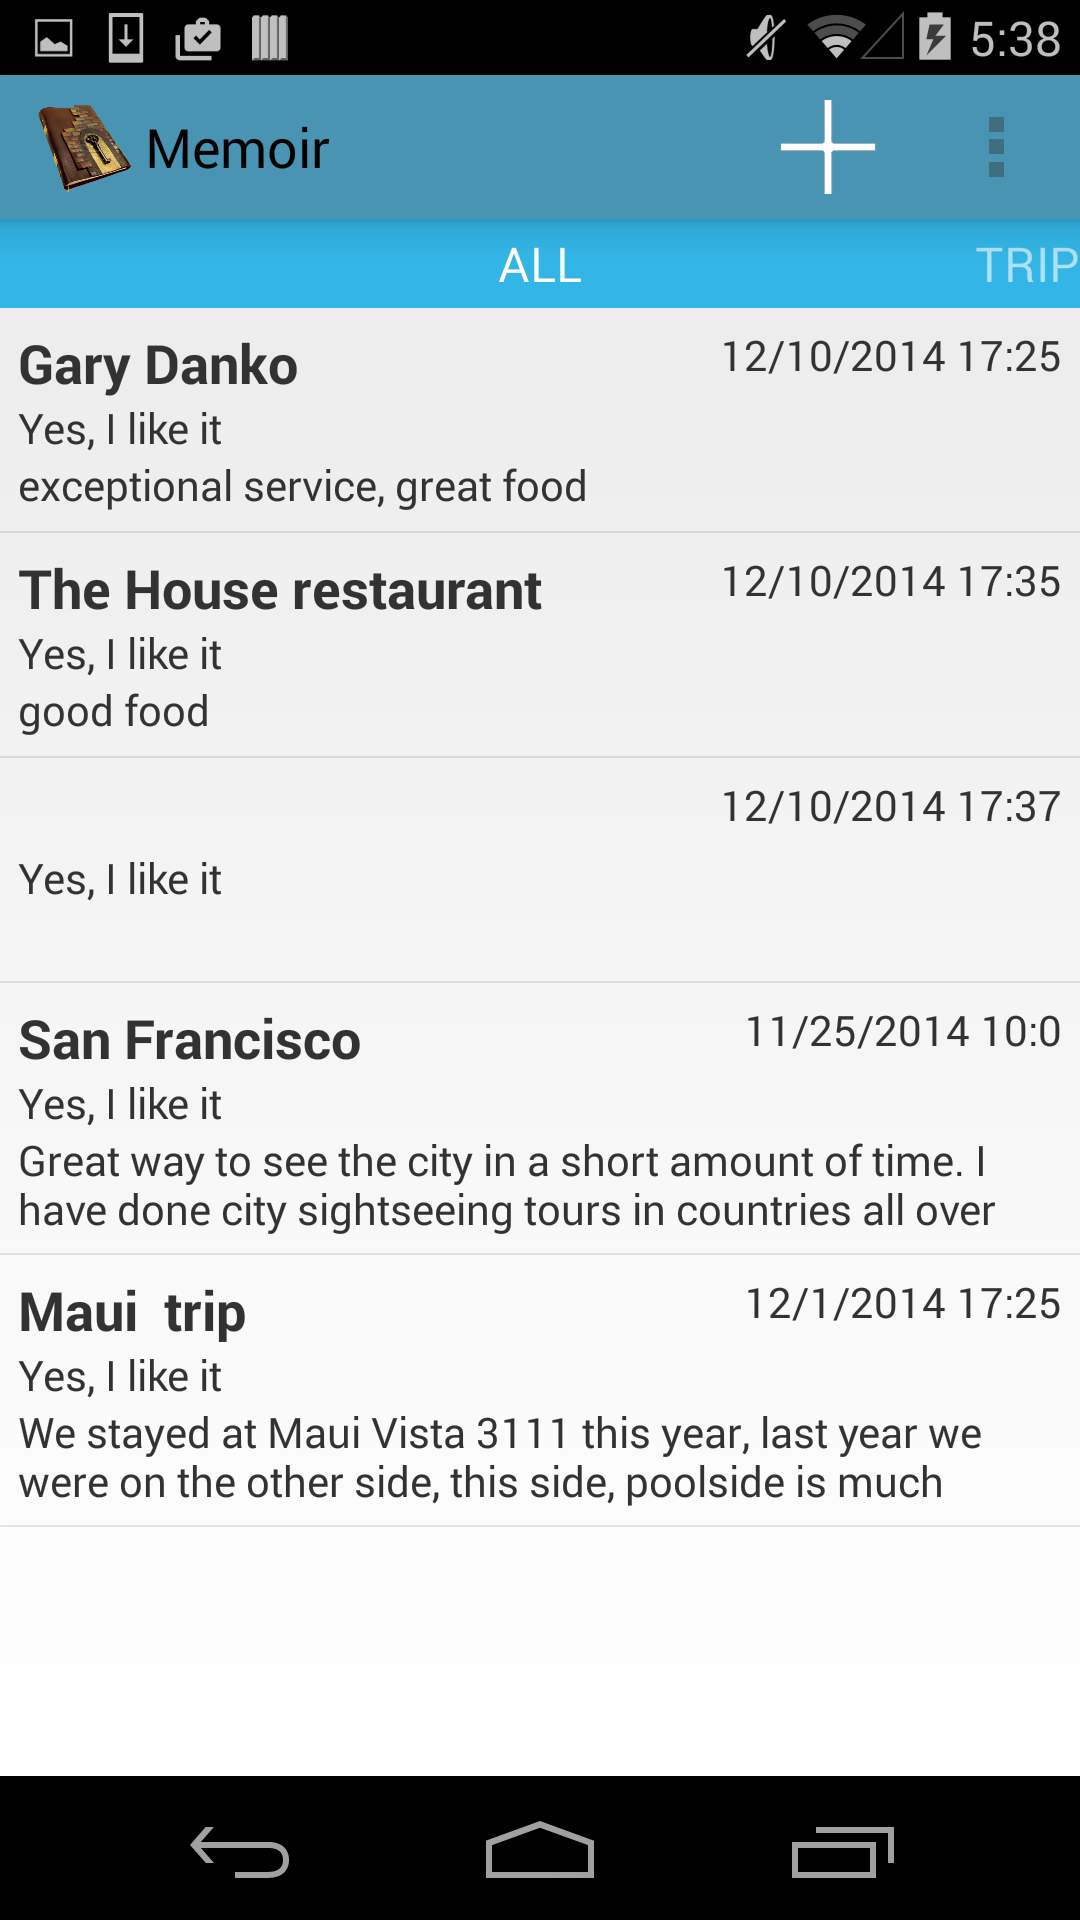 5:38
Memoir
ALL
TRIP
Gary Danko
12/10/2014 17:25
Yes, I like it
exceptional service, great food
The House restaurant
12/10/2014 17:35
Yes, I like it
good food
12/10/2014 17:37
Yes, I like it
San Francisco
11/25/2014 10:0
Yes, I like it
Great way to see the city in a short amount of time. I
have done city sightseeing tours in countries all over
Maui  trip
12/1/2014 17:25
Yes, I like it
We stayed at Maui Vista 3111 this year, last year we
were on the other side, this side, poolside is much